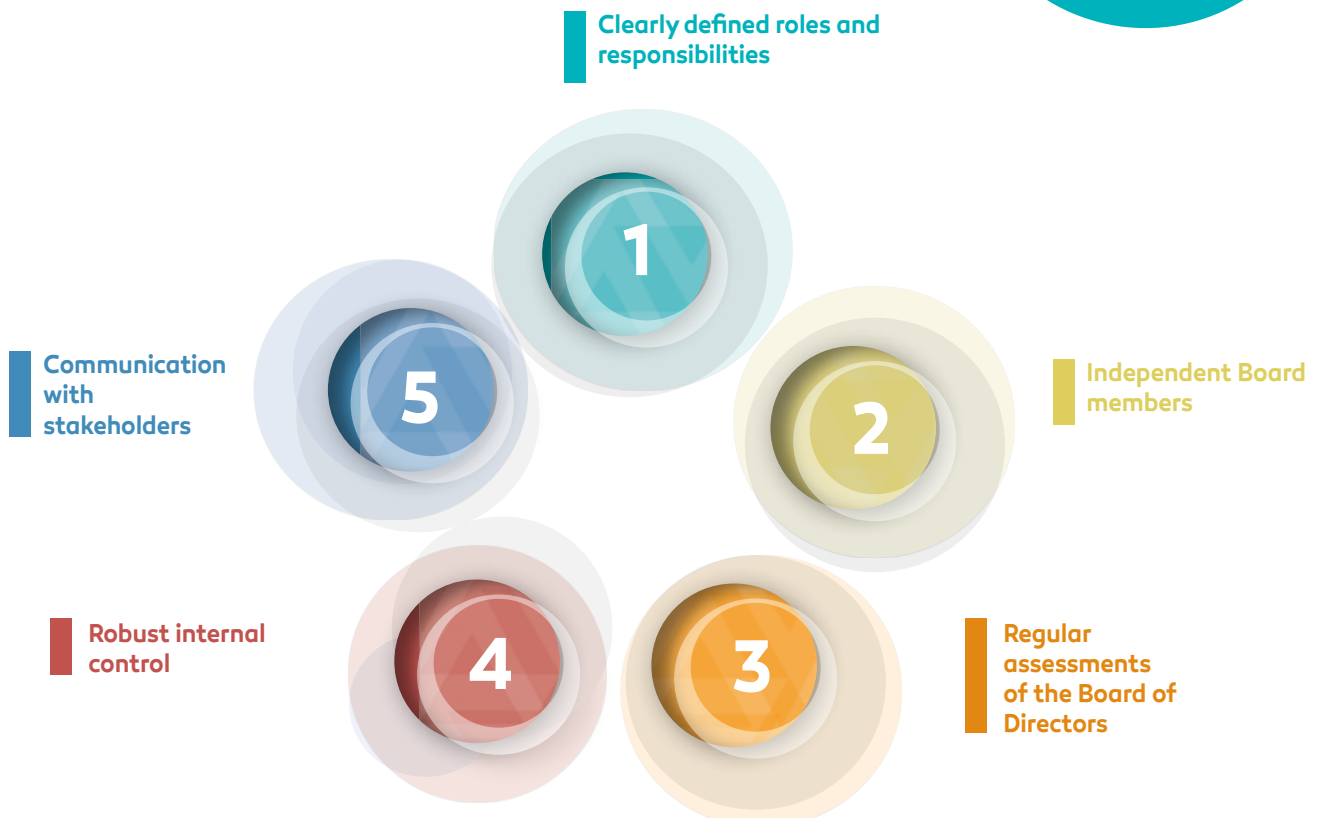 Clearly defined roles and
responsibilities
1
2
Independent Board
members
3
Regular
assessments
of the Board of
Directors
4
Robust internal
control
5
Communication
with
stakeholders